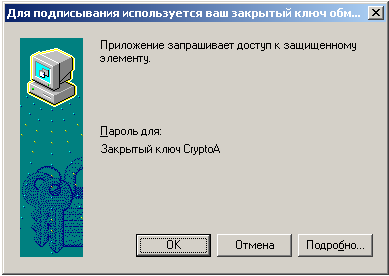 Для подписывания используется ваш закрытый ключ обм...
Приложение запрашивает доступ к защищенному
элементу.
Пароль для:
Закрытый ключ CryptoA
OK
Отмена
Подробно...